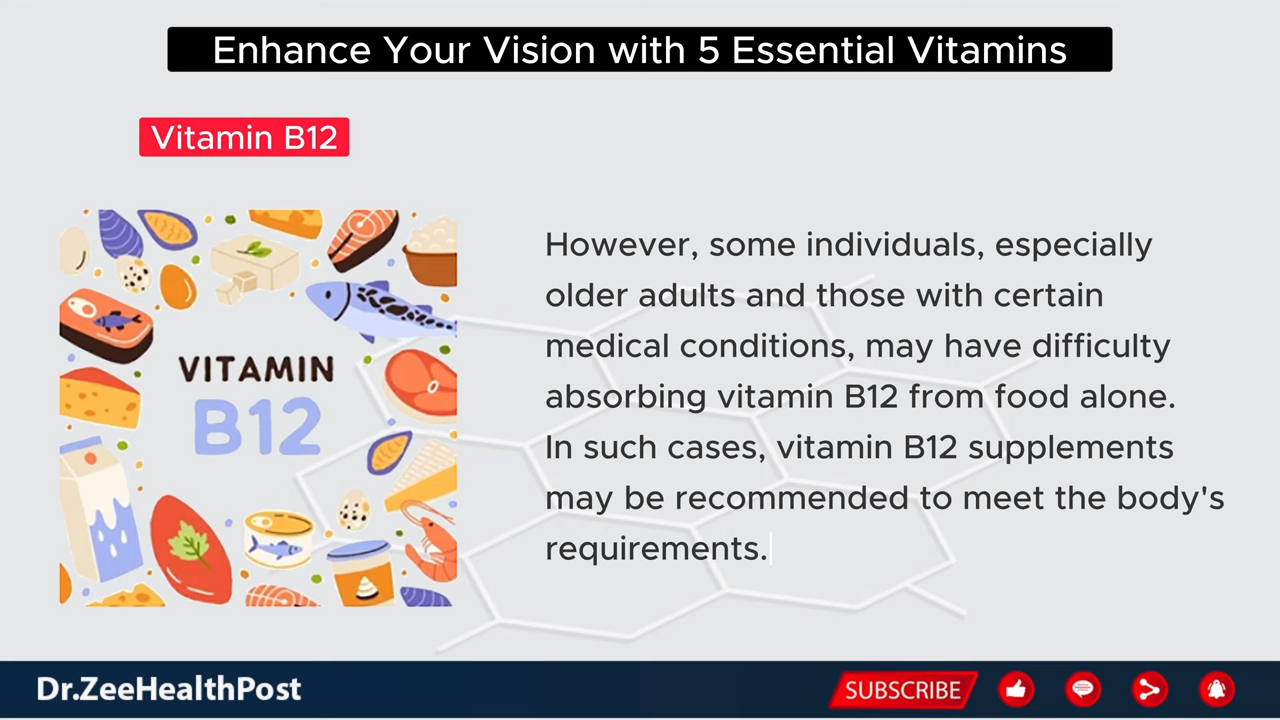 Enhance Your Vision with 5 Essential Vitamins
Vitamin B12
VITAMIN
B12
However, some individuals, especially
older adults and those with certain
medical conditions, may have difficulty
absorbing vitamin B12 from food alone.
In such cases, vitamin B12 supplements
may be recommended to meet the body's
requirements.
Dr.ZeeHealthPost
SUBSCRIBE